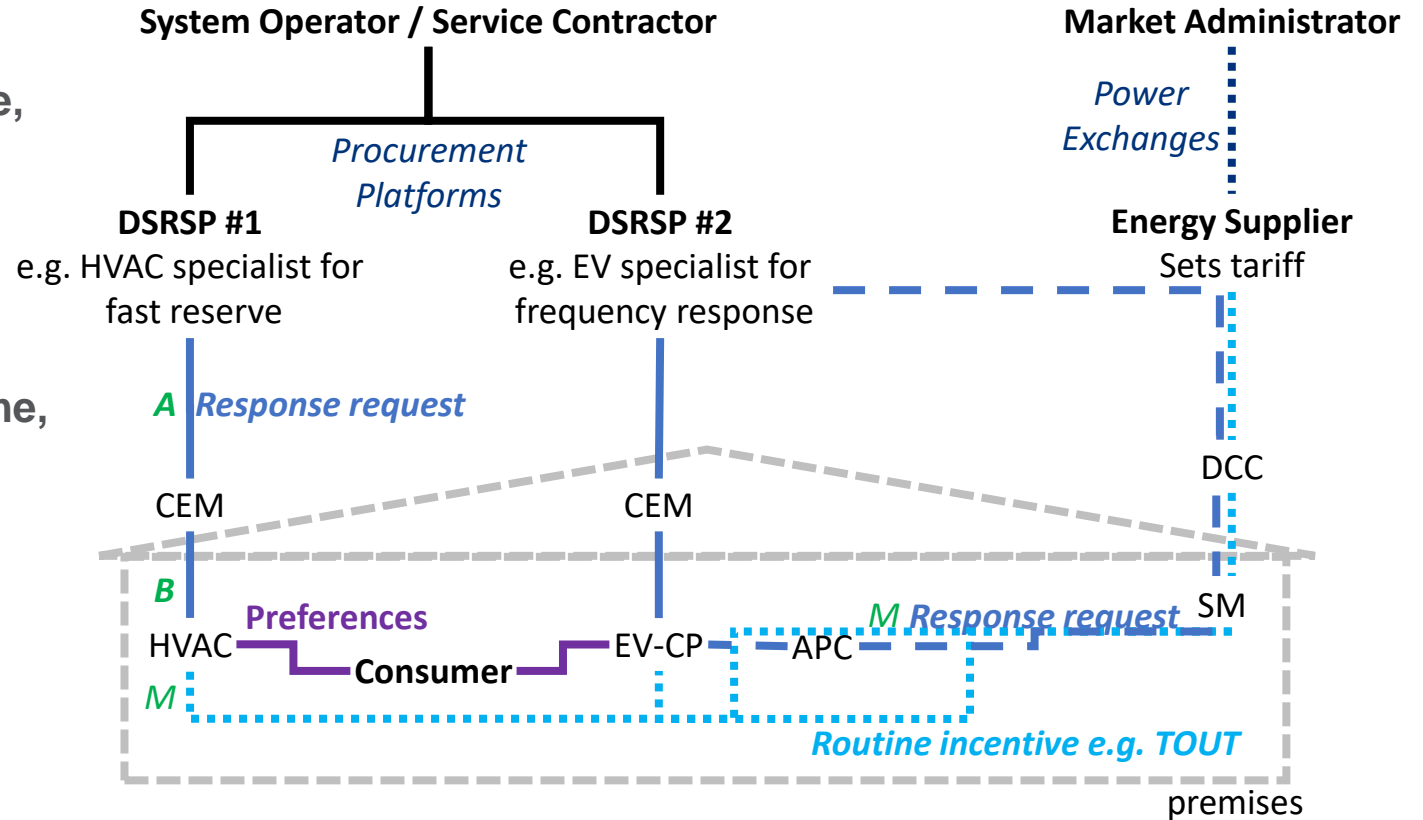 System Operator / Service Contractor
Market Administrator
e,
Power
Exchanges
Procurement
Platforms
DSRSP #1
e.g. HVAC specialist for
fast reserve
DSRSP #2
e.g. EV specialist for
frequency response
Energy Supplier
Sets tariff
ne,
A Response request
DCC
CEM
CEM
B
SM
Preferences
M Response request
HVAC
EV-CP
APC
Consumer
M
Routine incentive e.g. TOUT
premises